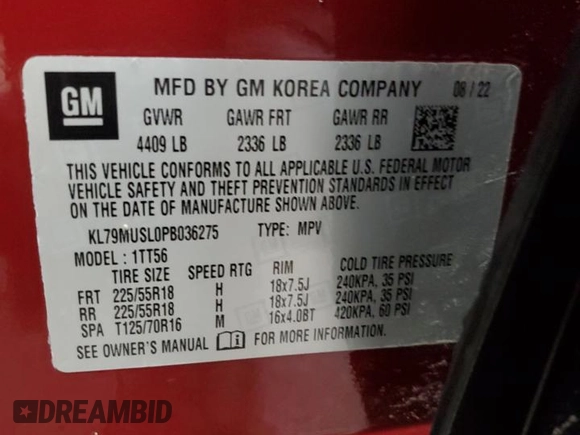 GM
MFD BY GM KOREA COMPANY 08 / 22
GVWR GAWR FRT GAWR RR
4409 LB 2336 LB 2336 LB
THIS VEHICLE CONFORMS TO ALL APPLICABLE U.S. FEDERAL MOTOR
VEHICLE SAFETY AND THEFT PREVENTION STANDARDS IN EFFECT
ON THE DATE OF MANUFACTURE SHOWN ABOVE.
KL79MUSL0PB036275 TYPE: MPV
MODEL: 1TT56
TIRE SIZE SPEED RTG RIM COLD TIRE PRESSURE
FRT 225/55R18 H 18x7.5J 240KPA, 35 PSI
RR 225/55R18 H 18x7.5J 240KPA, 35 PSI
SPA T125/70R16 M 16x4.0BT 420KPA, 60 PSI
SEE OWNER'S MANUAL FOR MORE INFORMATION.
DREAMBID